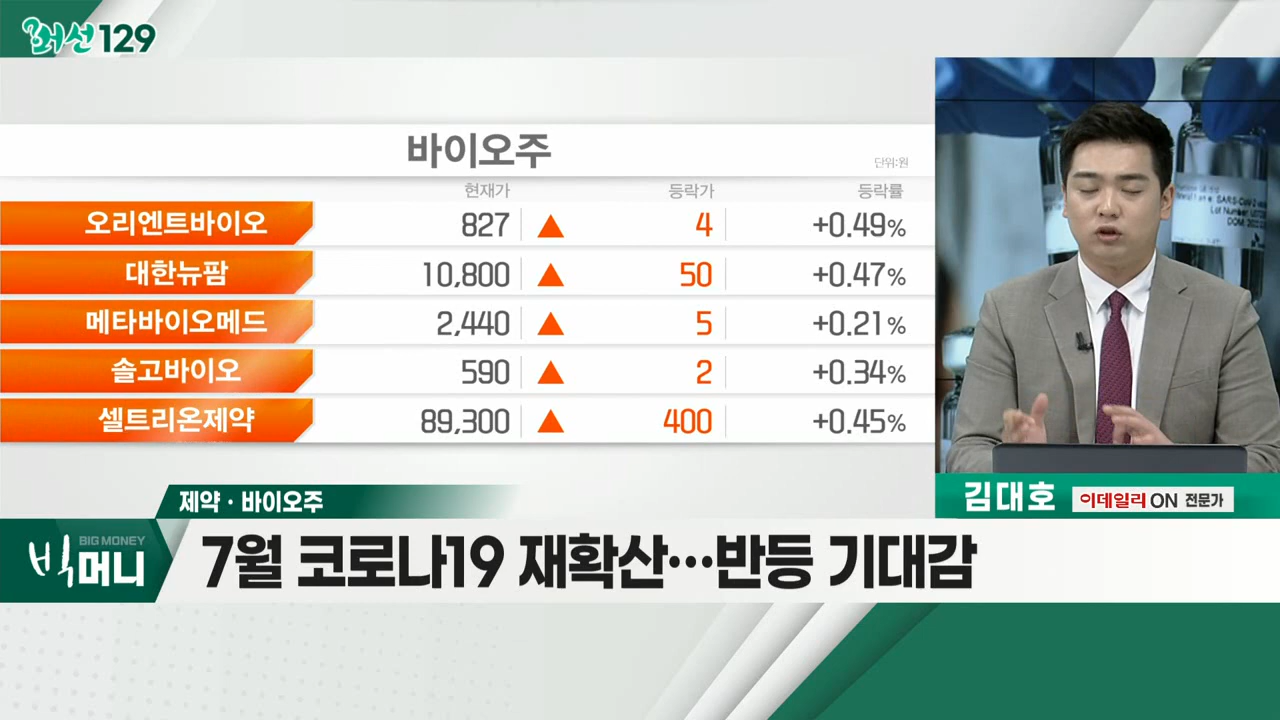 머선129
바이오주
단위:원
현재가 등락가 등락률
오리엔트바이오 827 ▲ 4 +0.49%
대한뉴팜 10,800 ▲ 50 +0.47%
메타바이오메드 2,440 ▲ 5 +0.21%
솔고바이오 590 ▲ 2 +0.34%
셀트리온제약 89,300 ▲ 400 +0.45%
SARS-CoV-2
김대호 이데일리ON 전문가
제약·바이오주
BIG MONEY
빅머니
7월 코로나19 재확산…반등 기대감